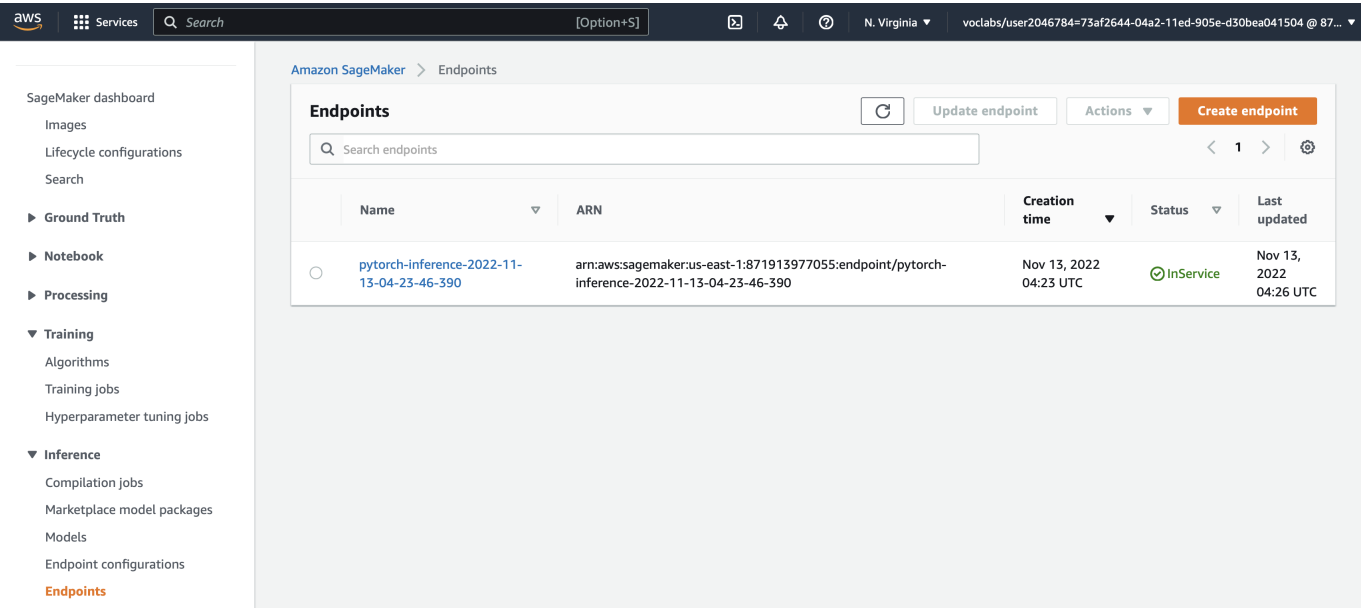 aws
Services
Search
[Option+S]
N. Virginia
voclabs/user2046784=73af2644-04a2-11ed-905e-d30bea041504 @ 87...
SageMaker dashboard
Images
Lifecycle configurations
Search
Ground Truth
Notebook
Processing
Training
Algorithms
Training jobs
Hyperparameter tuning jobs
Inference
Compilation jobs
Marketplace model packages
Models
Endpoint configurations
Endpoints
Amazon SageMaker
Endpoints
Endpoints
Update endpoint
Actions
Create endpoint
Search endpoints
1
Name
ARN
Creation
time
Status
Last
updated
pytorch-inference-2022-11-
13-04-23-46-390
arn:aws:sagemaker:us-east-1:871913977055:endpoint/pytorch-
inference-2022-11-13-04-23-46-390
Nov 13, 2022
04:23 UTC
InService
Nov 13,
2022
04:26 UTC